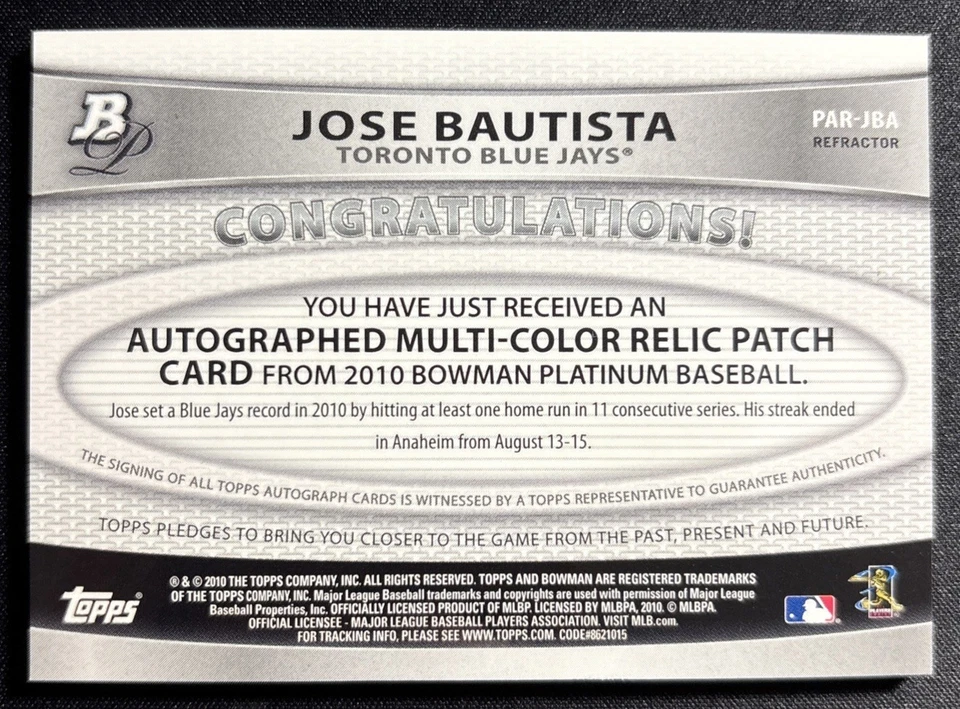 BP
JOSE BAUTISTA
TORONTO BLUE JAYS®
PAR-JBA
REFRACTOR
CONGRATULATIONS!
YOU HAVE JUST RECEIVED AN
AUTOGRAPHED MULTI-COLOR RELIC PATCH
CARD FROM 2010 BOWMAN PLATINUM BASEBALL.
Jose set a Blue Jays record in 2010 by hitting at least one home run in 11 consecutive series. His streak ended
in Anaheim from August 13-15.
THE SIGNING OF ALL TOPPS AUTOGRAPH CARDS IS WITNESSED BY A TOPPS REPRESENTATIVE TO GUARANTEE AUTHENTICITY.
TOPPS PLEDGES TO BRING YOU CLOSER TO THE GAME FROM THE PAST, PRESENT AND FUTURE.
topps®
® & © 2010 THE TOPPS COMPANY, INC. ALL RIGHTS RESERVED. TOPPS AND BOWMAN ARE REGISTERED TRADEMARKS
OF THE TOPPS COMPANY, INC. Major League Baseball trademarks and copyrights are used with permission of Major League
Baseball Properties, Inc. OFFICIALLY LICENSED PRODUCT OF MLBP. LICENSED BY MLBPA, 2010. © MLBPA.
OFFICIAL LICENSEE - MAJOR LEAGUE BASEBALL PLAYERS ASSOCIATION. VISIT MLB.com.
FOR TRACKING INFO, PLEASE SEE WWW.TOPPS.COM. CODE#8621015